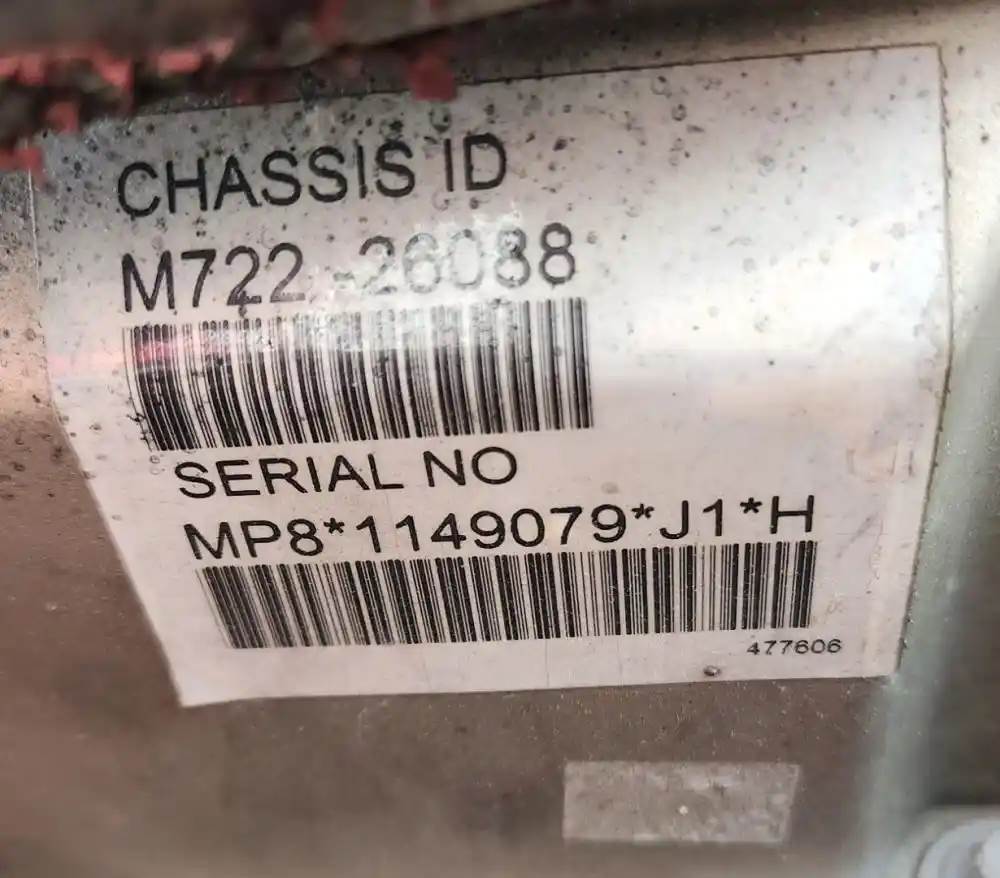 CHASSIS ID
M722 -26088
SERIAL NO
MP8*1149079*J1*H
477606